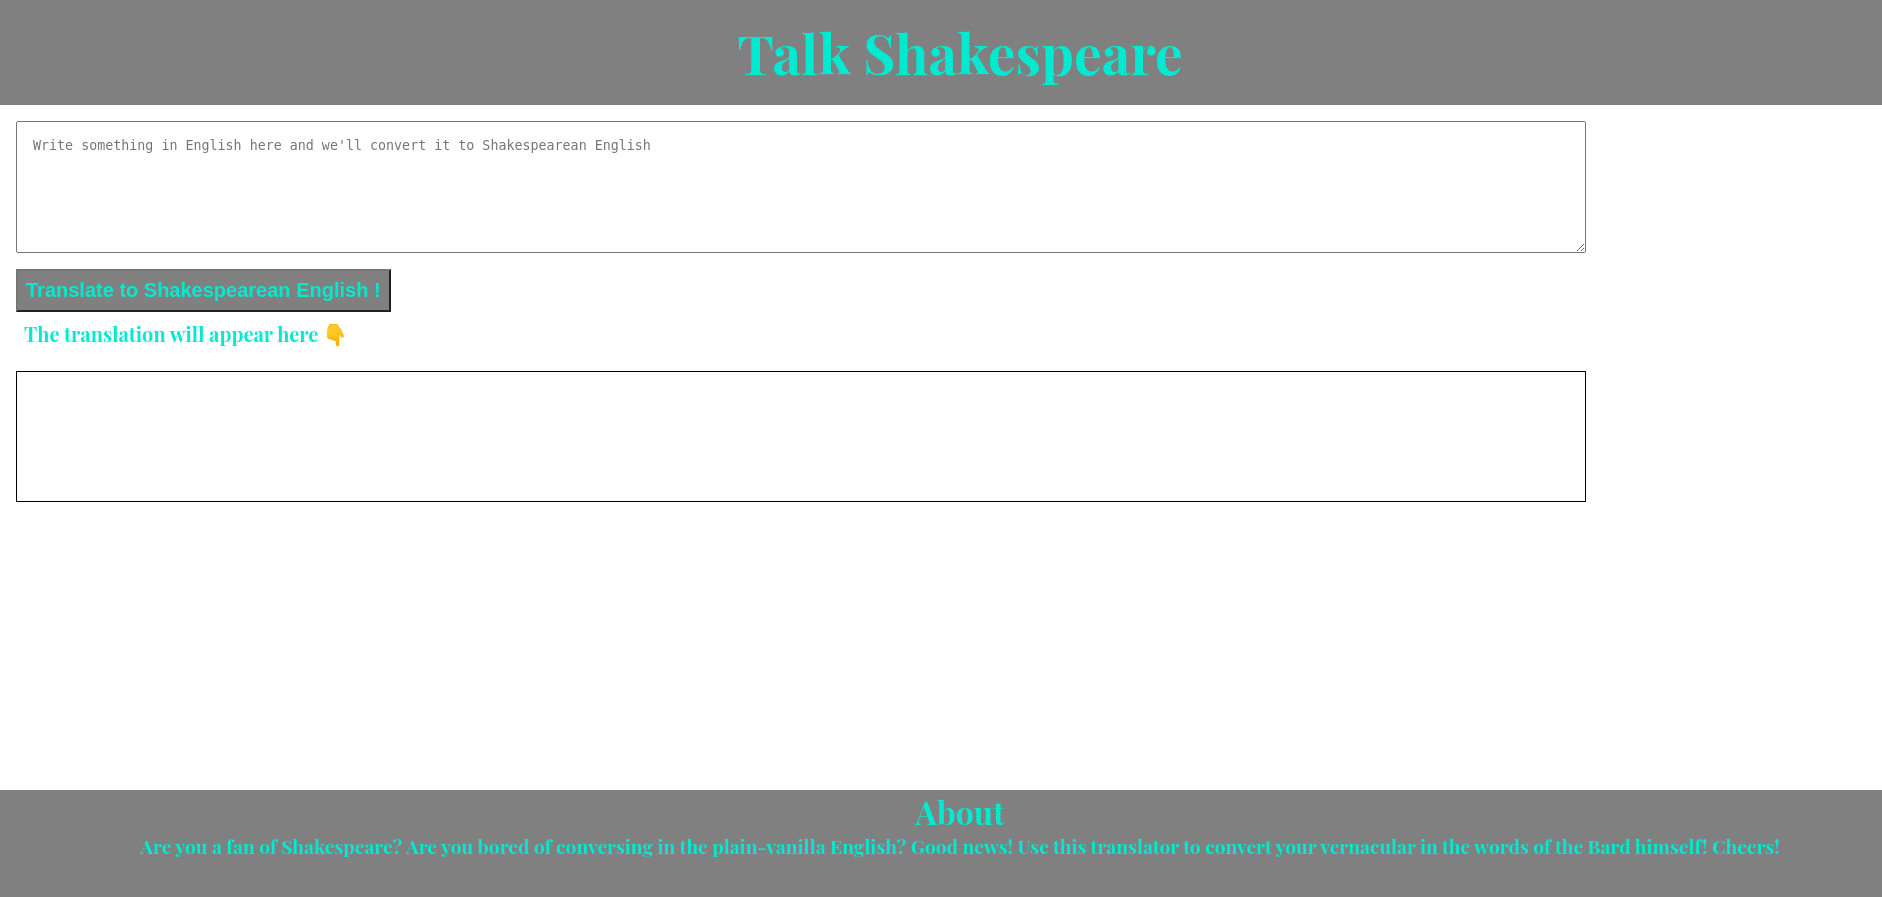 Talk Shakespeare
Write something in English here and we'll convert it to Shakespearean English
Translate to Shakespearean English !
The translation will appear here 👇
About
Are you a fan of Shakespeare? Are you bored of conversing in the plain-vanilla English? Good news! Use this translator to convert your vernacular in the words of the Bard himself! Cheers!